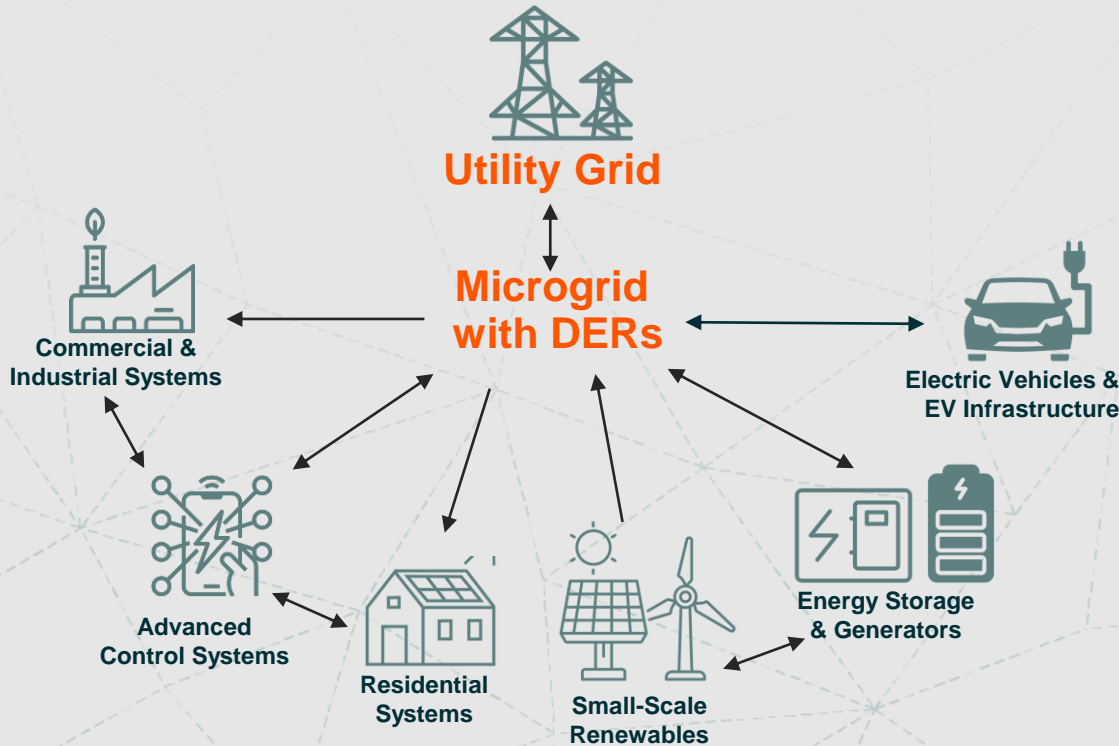 Utility Grid
Microgrid
with DERs
Commercial &
Industrial Systems
Electric Vehicles &
EV Infrastructure
Advanced
Control Systems
Residential
Systems
Small-Scale
Renewables
Energy Storage
& Generators